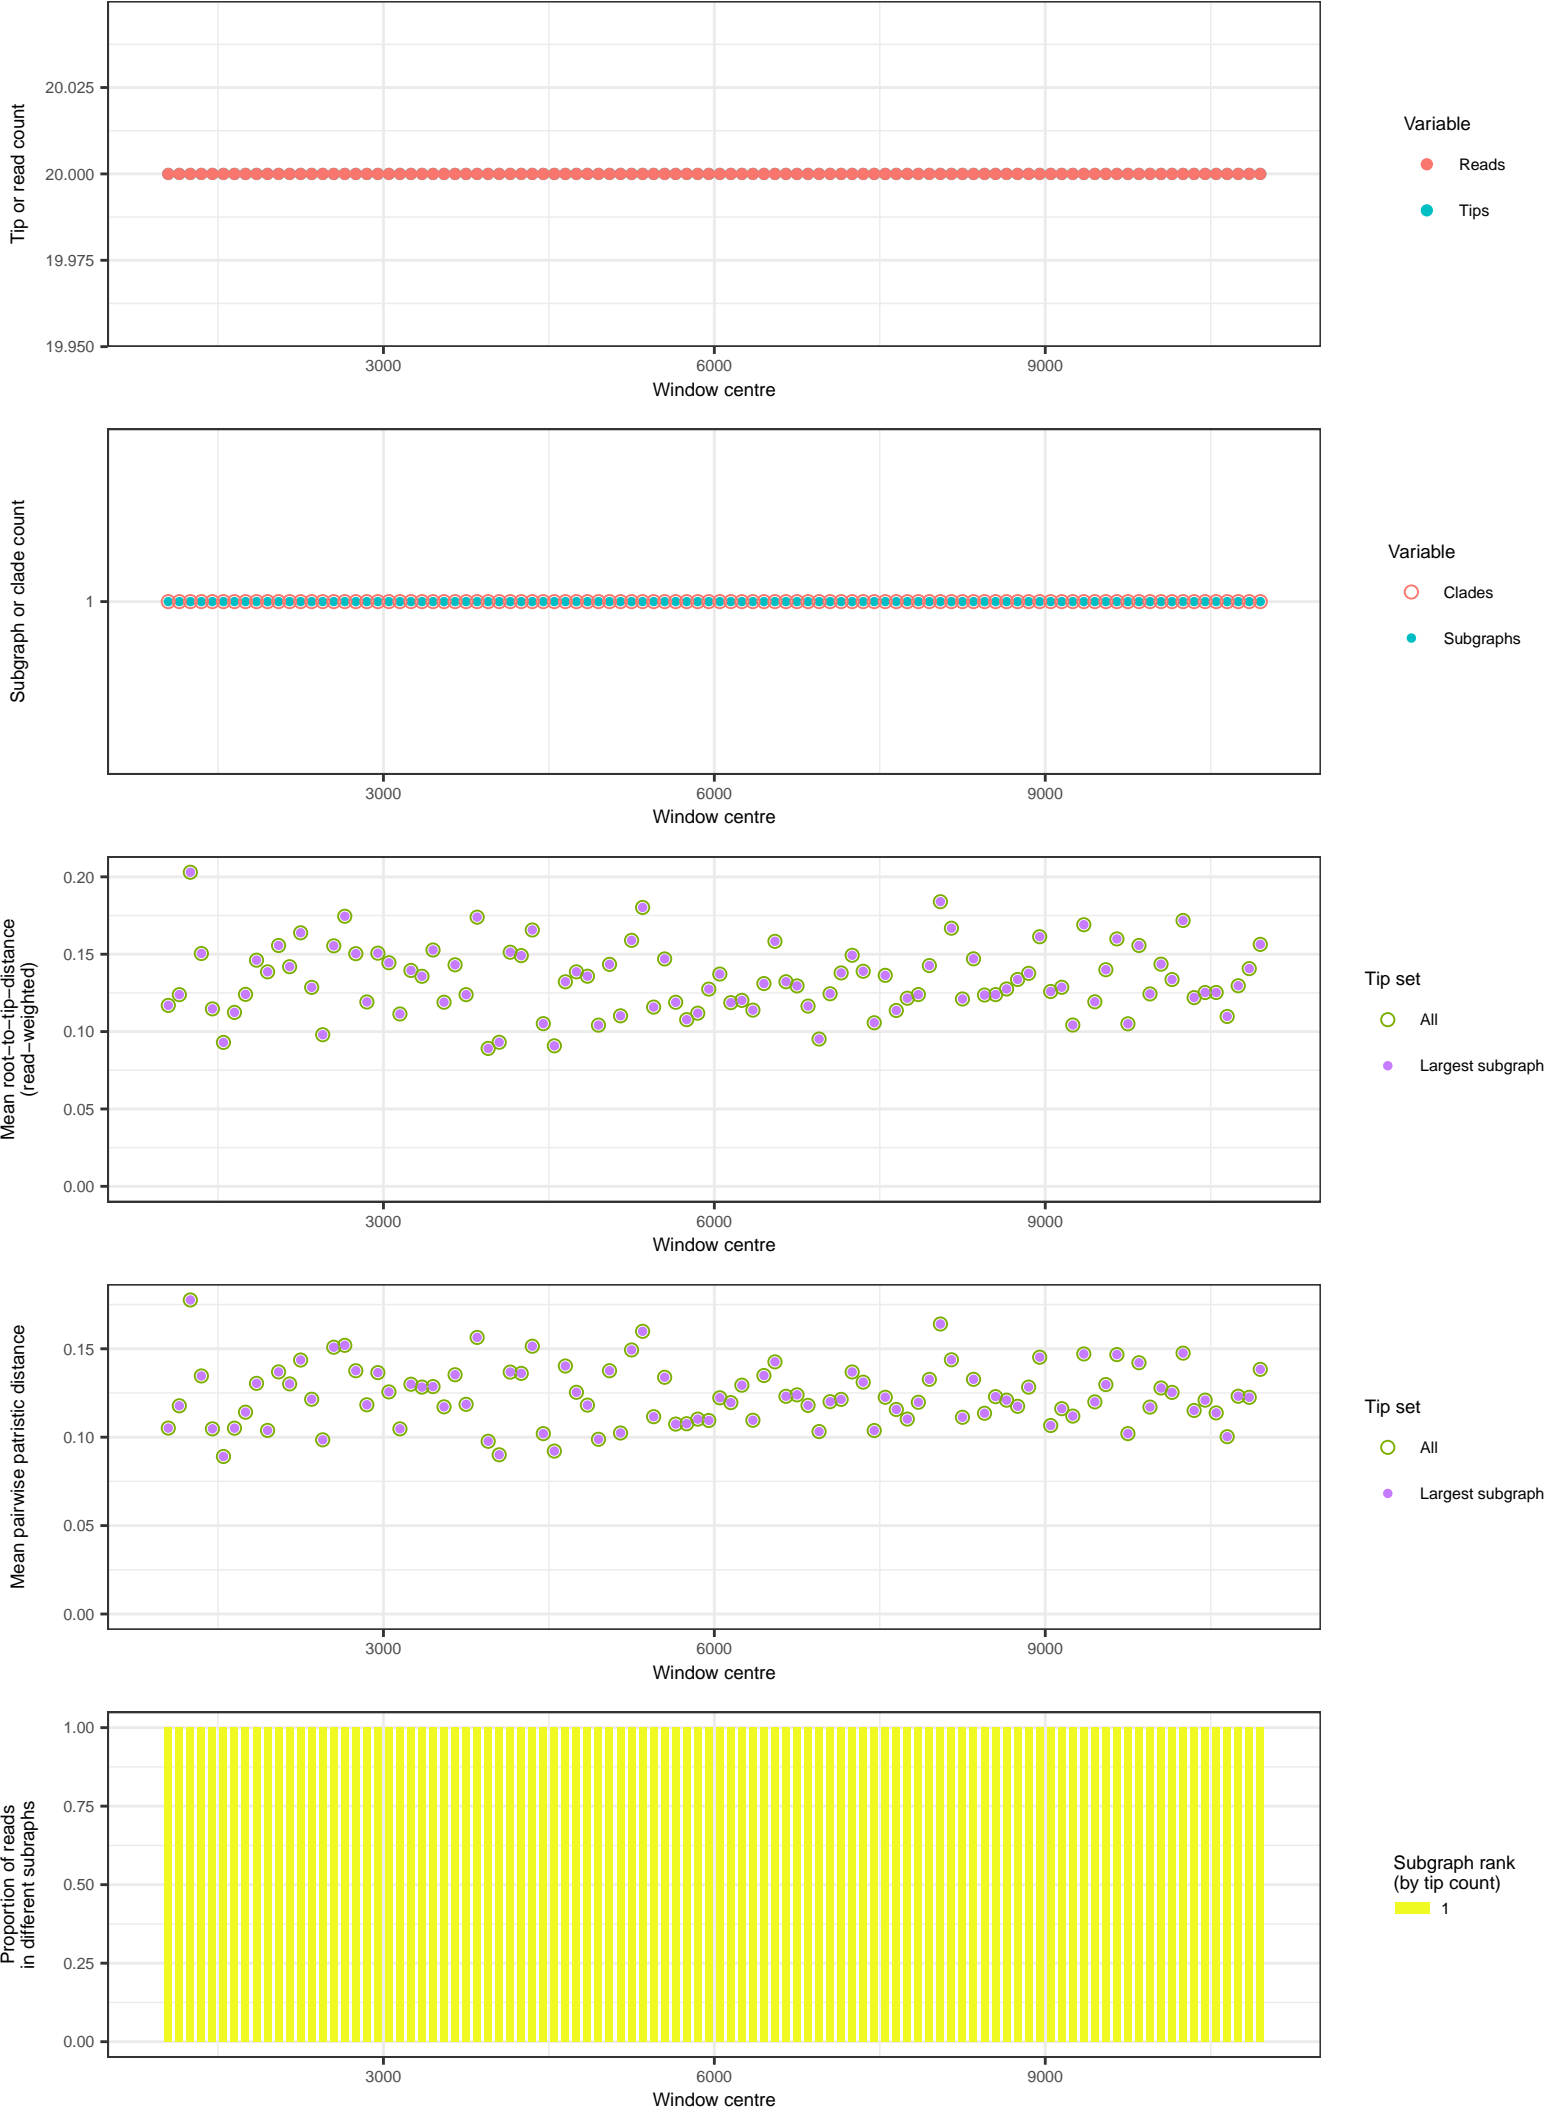 20.025
20.000
19.975
19.950
Tip or read count
3000
6000
9000
Window centre
Variable
Reads
Tips
1
Subgraph or clade count
3000
6000
9000
Window centre
Variable
Clades
Subgraphs
0.20
0.15
0.10
0.05
0.00
Mean root−to−tip−distance
(read−weighted)
3000
6000
9000
Window centre
Tip set
All
Largest subgraph
0.15
0.10
0.05
0.00
Mean pairwise patristic distance
3000
6000
9000
Window centre
Tip set
All
Largest subgraph
1.00
0.75
0.50
0.25
0.00
Proportion of reads
in different subraphs
3000
6000
9000
Window centre
Subgraph rank
(by tip count)
1